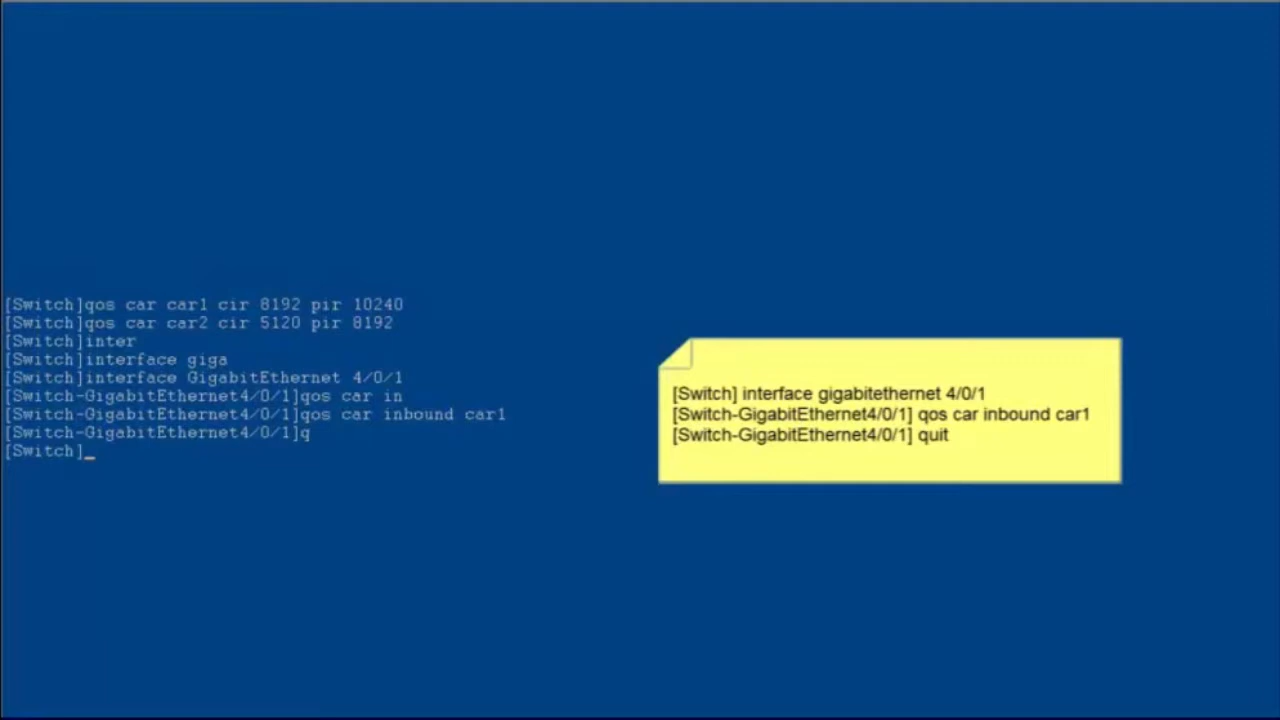 [Switch]qos car car1 cir 8192 pir 10240
[Switch]qos car car2 cir 5120 pir 8192
[Switch]inter
[Switch]interface giga
[Switch]interface GigabitEthernet 4/0/1
[Switch-GigabitEthernet4/0/1]qos car in
[Switch-GigabitEthernet4/0/1]qos car inbound car1
[Switch-GigabitEthernet4/0/1]q
[Switch]_
[Switch] interface gigabitethernet 4/0/1
[Switch-GigabitEthernet4/0/1] qos car inbound car1
[Switch-GigabitEthernet4/0/1] quit